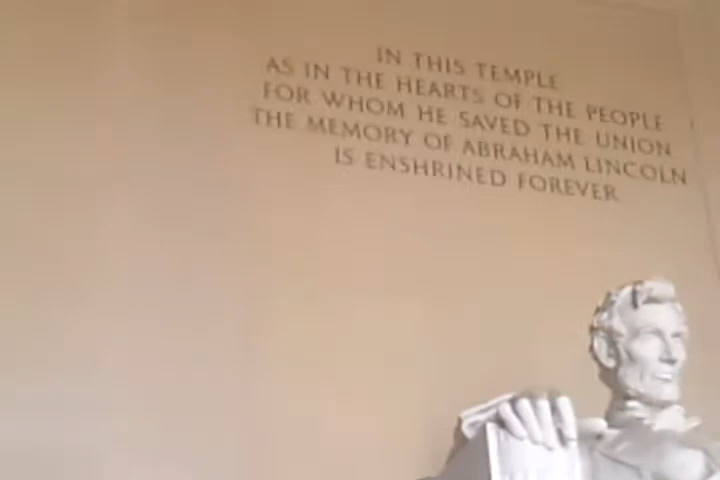 IN THIS TEMPLE
AS IN THE HEARTS OF THE PEOPLE
FOR WHOM HE SAVED THE UNION
THE MEMORY OF ABRAHAM LINCOLN
IS ENSHRINED FOREVER